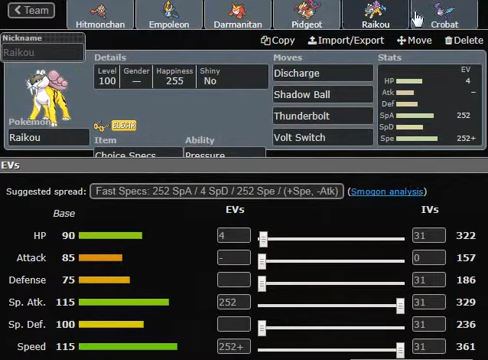 Team
Hitmonchan Empoleon Darmanitan Pidgeot Raikou Crobat
Nickname
Raikou
Copy Import/Export Move Delete
Details
Level Gender Happiness Shiny
100 — 255 No
ELECTR
Pokémon
Raikou
Item Ability
Choice Specs Pressure
Moves
Discharge
Shadow Ball
Thunderbolt
Volt Switch
Stats
EV
HP 4
Atk –
Def
SpA 252
SpD
Spe 252+
EVs
Suggested spread: Fast Specs: 252 SpA / 4 SpD / 252 Spe / (+Spe, -Atk) (Smogon analysis)
Base EVs IVs
HP 90 4 31 322
Attack 85 - 0 157
Defense 75 31 186
Sp. Atk. 115 252 31 329
Sp. Def. 100 31 236
Speed 115 252+ 31 361